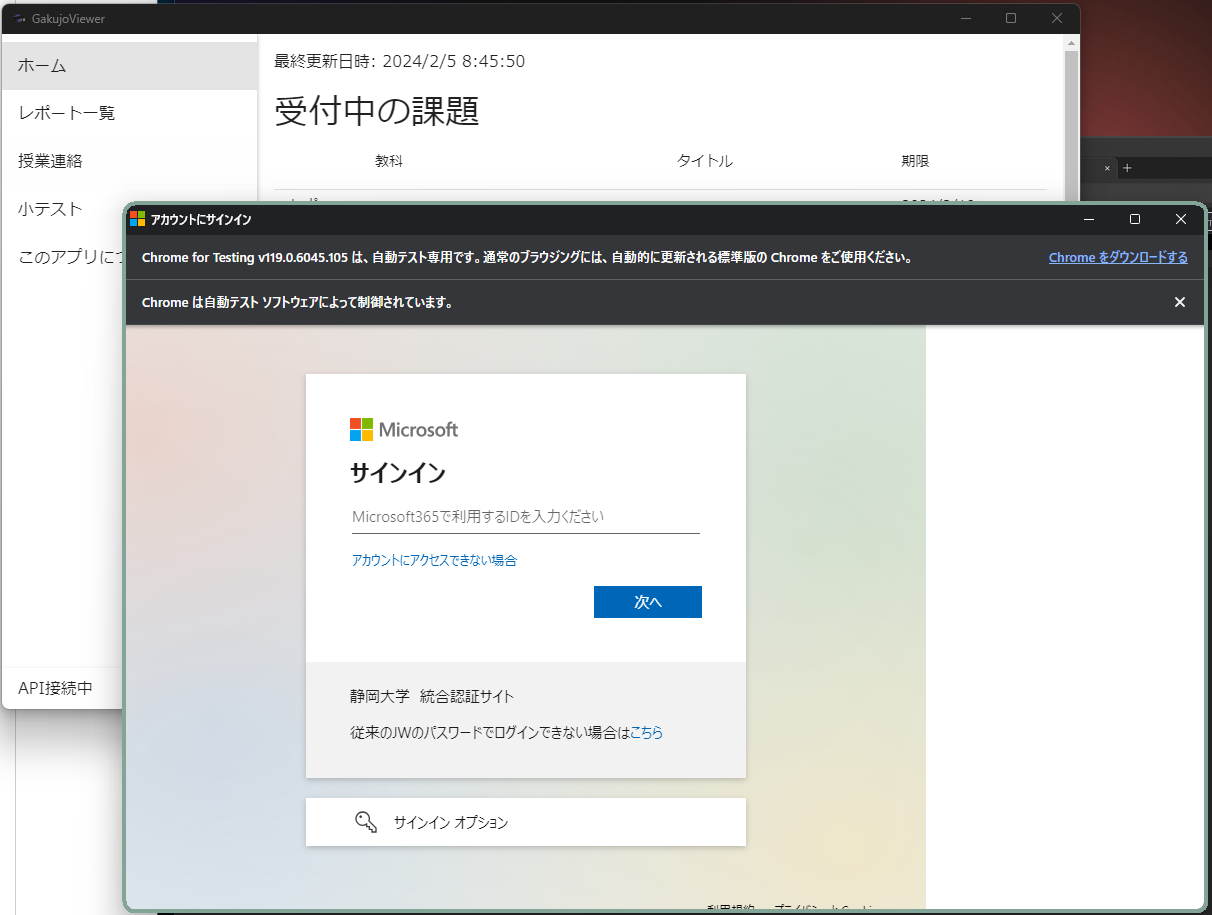 GakujoViewer
ホーム
レポート一覧
授業連絡
小テスト
このアプリにつ
API接続中
最終更新日時: 2024/2/5 8:45:50
受付中の課題
教科 タイトル 期限
アカウントにサインイン
Chrome for Testing v119.0.6045.105 は、自動テスト専用です。通常のブラウジングには、自動的に更新される標準版の Chrome をご使用ください。 Chrome をダウンロードする
Chrome は自動テスト ソフトウェアによって制御されています。
Microsoft
サインイン
Microsoft365で利用するIDを入力ください
アカウントにアクセスできない場合
次へ
静岡大学 統合認証サイト
従来のJWのパスワードでログインできない場合はこちら
サインイン オプション